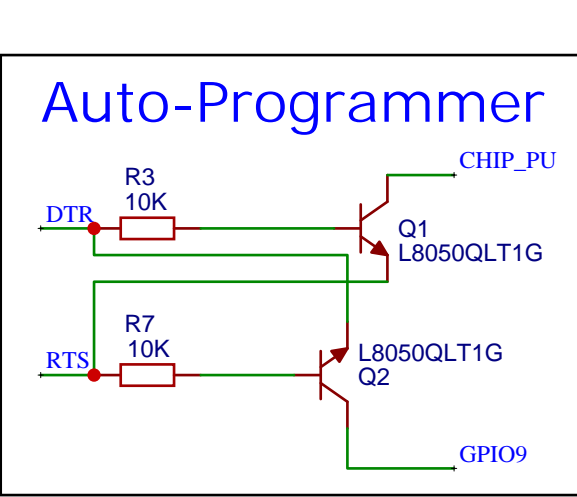 Auto-Programmer
CHIP_PU
R3
10K
DTR
Q1
L8050QLT1G
R7
10K
RTS
L8050QLT1G
Q2
GPIO9